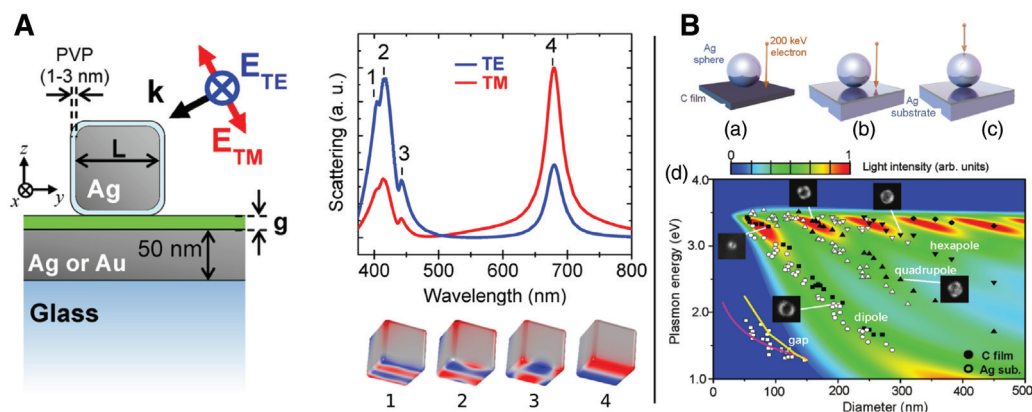 A
PVP
(1-3 nm)
E_TE
k
E_TM
L
Ag
z
x
y
g
50 nm
Ag or Au
Glass
Scattering (a. u.)
1
2
3
4
TE
TM
400
500
600
700
800
Wavelength (nm)
1
2
3
4
B
Ag
sphere
200 keV
electron
C film
Ag
substrate
(a)
(b)
(c)
(d)
0
1
Light intensity (arb. units)
Plasmon energy (eV)
4.0
3.0
2.0
1.0
hexapole
quadrupole
dipole
gap
C film
Ag sub.
0
100
200
300
400
500
Diameter (nm)